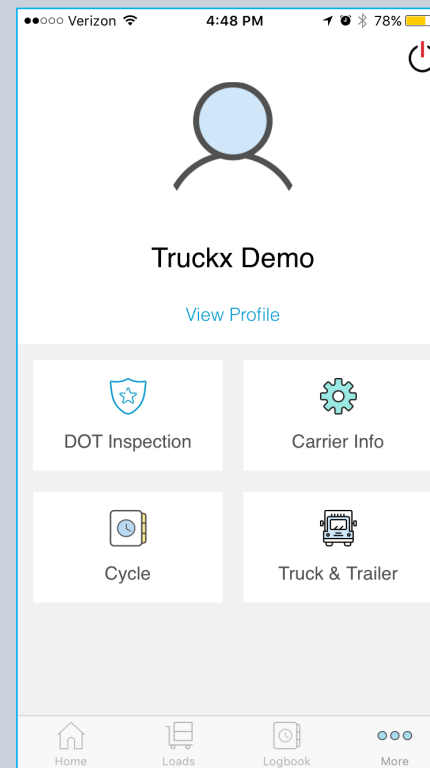 Verizon 4:48 PM 78%
Truckx Demo
View Profile
DOT Inspection Carrier Info
Cycle Truck & Trailer
Home Loads Logbook More